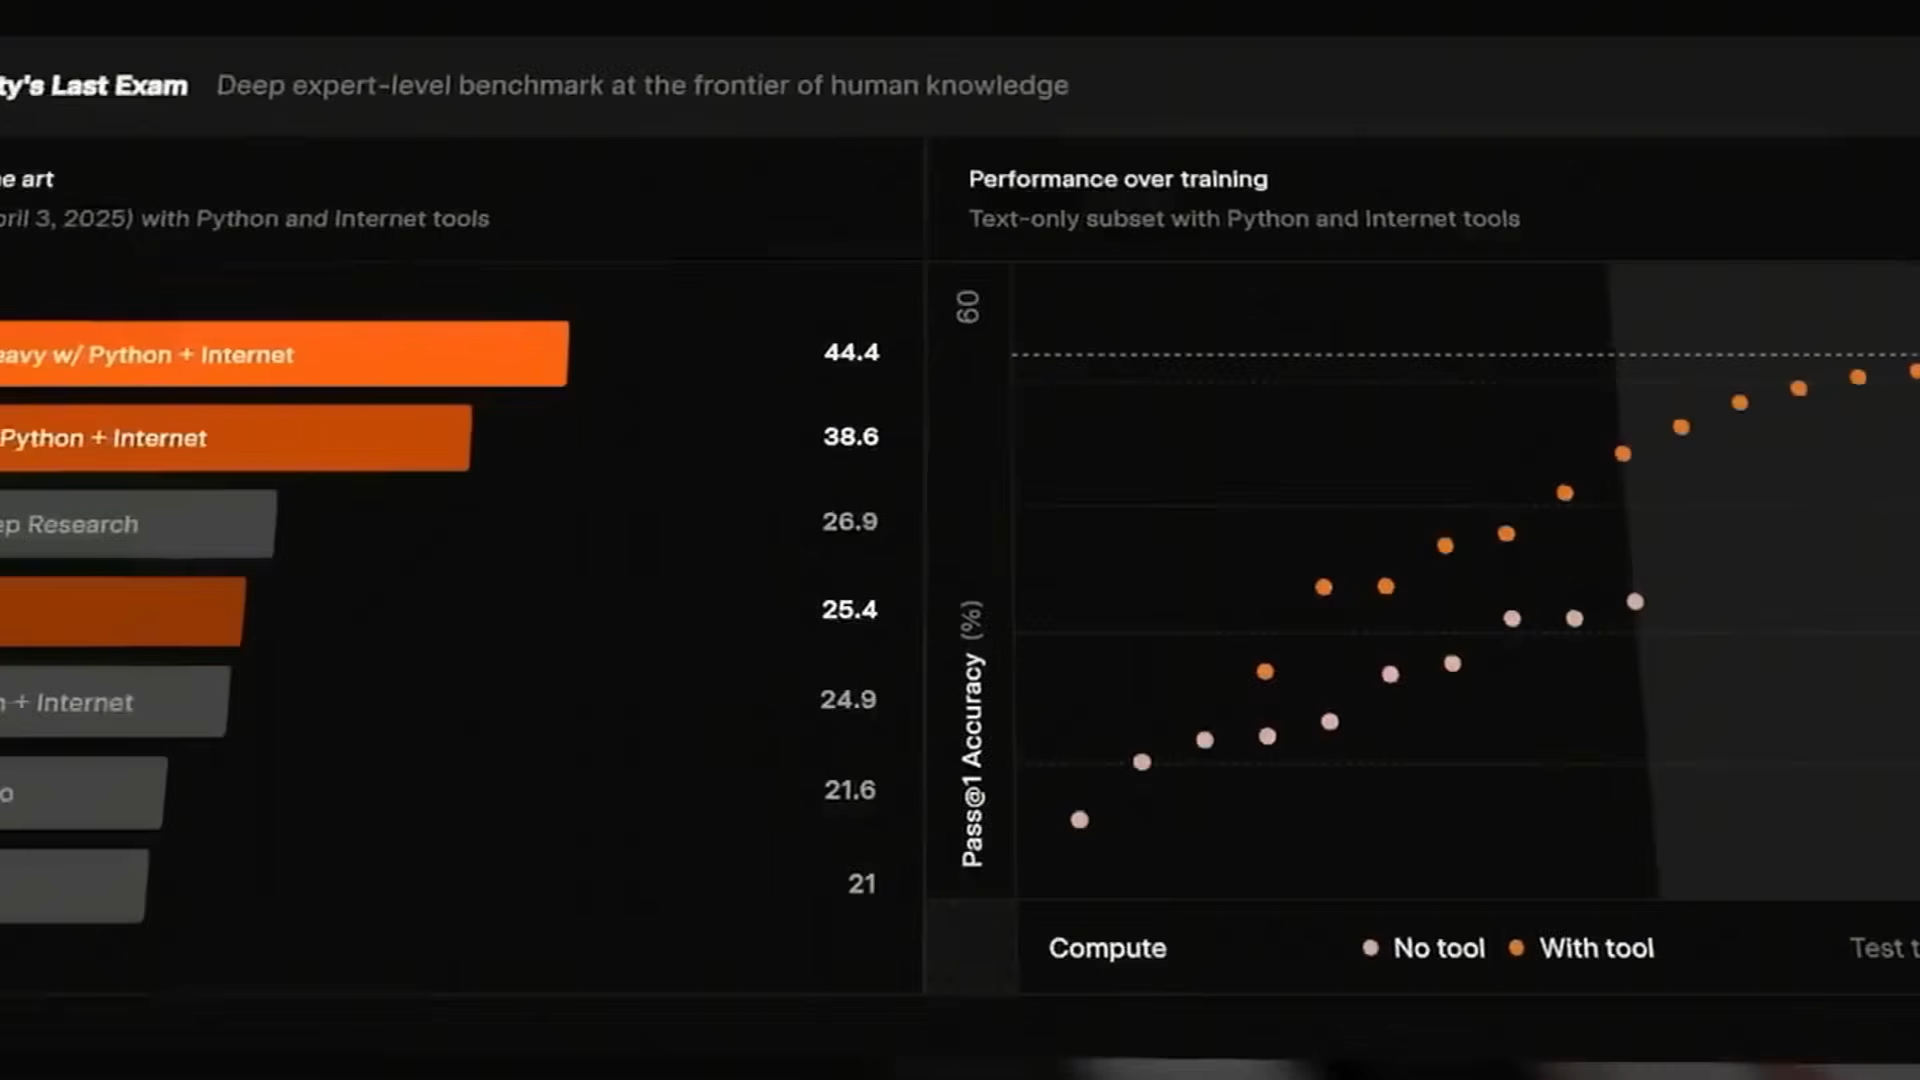 ty's Last Exam Deep expert-level benchmark at the frontier of human knowledge
e art
pril 3, 2025) with Python and Internet tools
eavy w/ Python + Internet 44.4
Python + Internet 38.6
ep Research 26.9
25.4
n + Internet 24.9
o 21.6
21
Performance over training
Text-only subset with Python and Internet tools
60
Pass@1 Accuracy (%)
Compute
No tool With tool
Test t